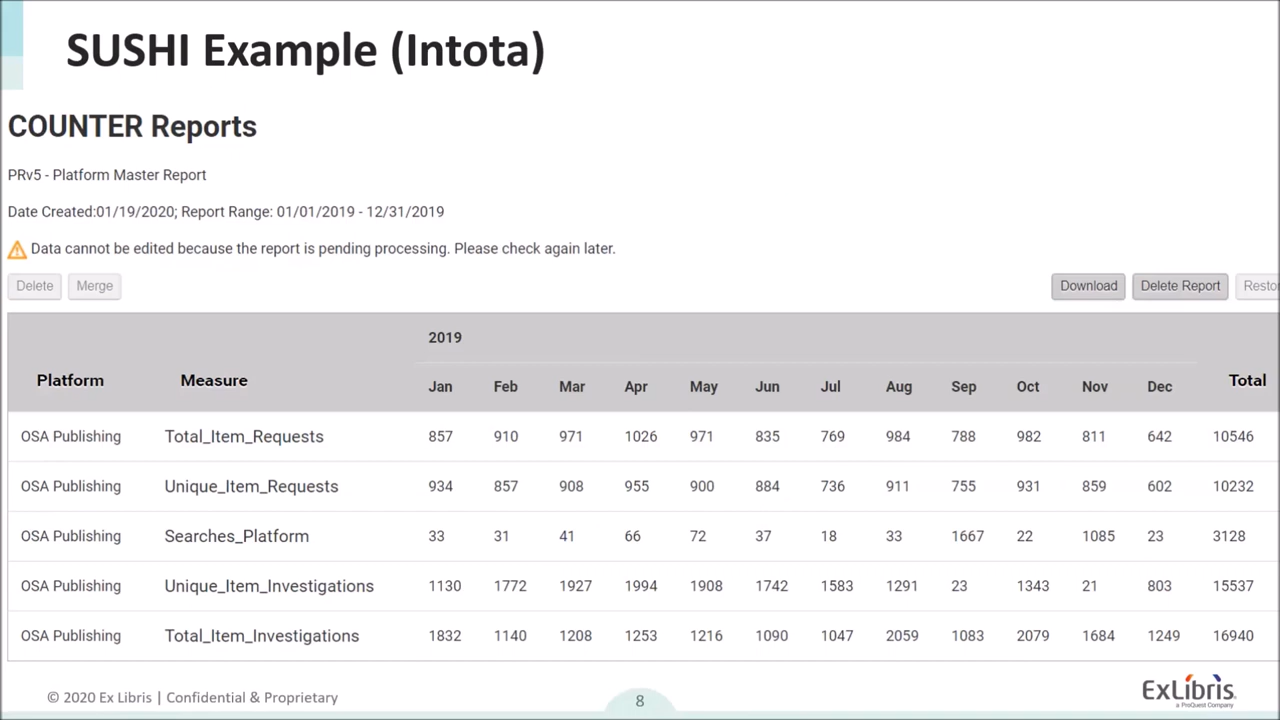 SUSHI Example (Intota)
COUNTER Reports
PRv5 - Platform Master Report
Date Created:01/19/2020; Report Range: 01/01/2019 - 12/31/2019
Data cannot be edited because the report is pending processing. Please check again later.
Delete Merge Download Delete Report
2019
Platform Measure Jan Feb Mar Apr May Jun Jul Aug Sep Oct Nov Dec Total
OSA Publishing Total_Item_Requests 857 910 971 1026 971 835 769 984 788 982 811 642 10546
OSA Publishing Unique_Item_Requests 934 857 908 955 900 884 736 911 755 931 859 602 10232
OSA Publishing Searches_Platform 33 31 41 66 72 37 18 33 1667 22 1085 23 3128
OSA Publishing Unique_Item_Investigations 1130 1772 1927 1994 1908 1742 1583 1291 23 1343 21 803 15537
OSA Publishing Total_Item_Investigations 1832 1140 1208 1253 1216 1090 1047 2059 1083 2079 1684 1249 16940
© 2020 Ex Libris | Confidential & Proprietary
8
ExLibris
a ProQuest Company